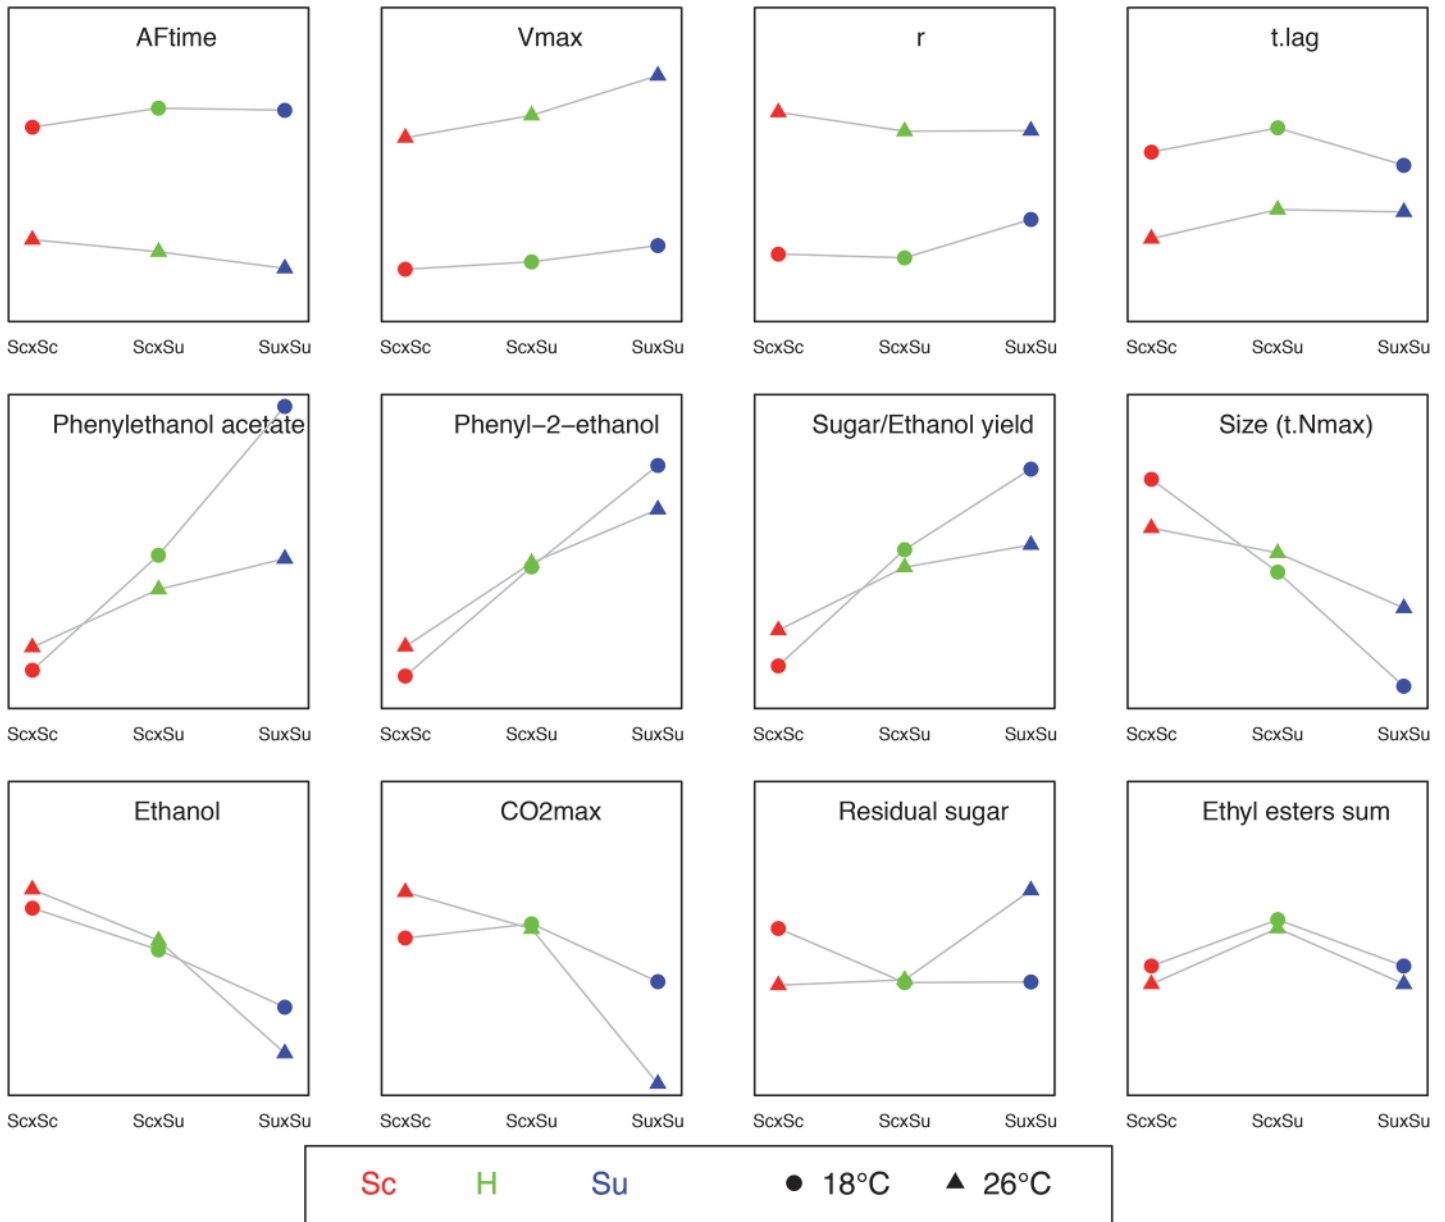 AFtime Vmax r t.lag
ScxSc ScxSu SuxSu ScxSc ScxSu SuxSu ScxSc ScxSu SuxSu ScxSc ScxSu SuxSu
Phenylethanol acetate Phenyl−2−ethanol Sugar/Ethanol yield Size (t.Nmax)
ScxSc ScxSu SuxSu ScxSc ScxSu SuxSu ScxSc ScxSu SuxSu ScxSc ScxSu SuxSu
Ethanol CO2max Residual sugar Ethyl esters sum
ScxSc ScxSu SuxSu ScxSc ScxSu SuxSu ScxSc ScxSu SuxSu ScxSc ScxSu SuxSu
Sc H Su 18°C 26°C